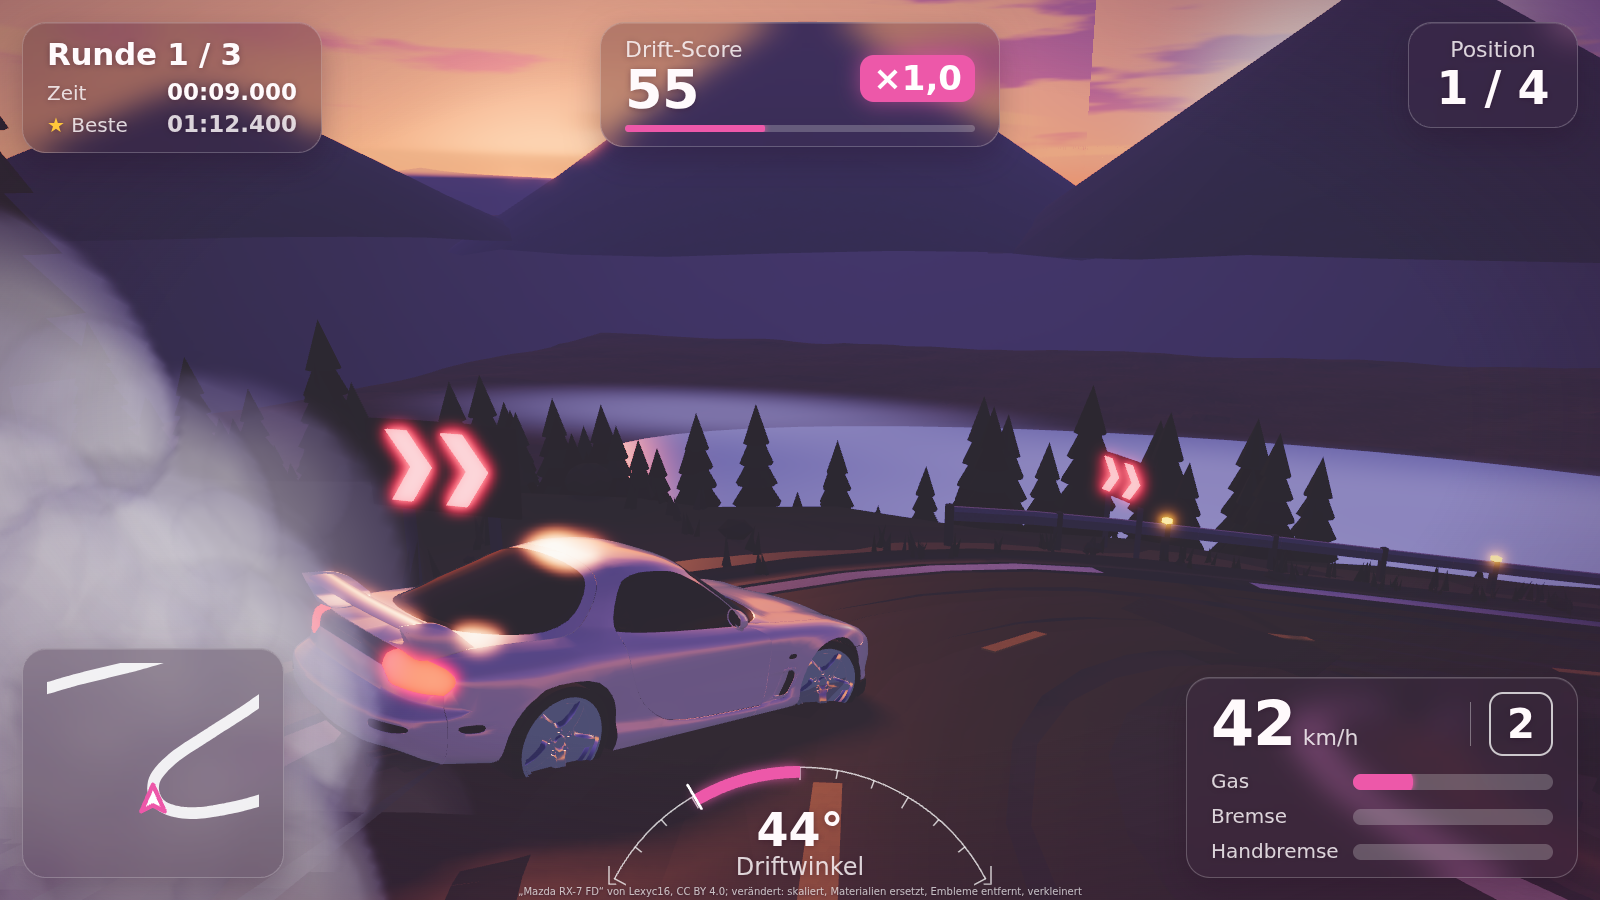 Runde 1 / 3
Zeit 00:09.000
★ Beste 01:12.400
Drift-Score
55
×1,0
Position
1 / 4
42 km/h
2
Gas
Bremse
Handbremse
44°
Driftwinkel
„Mazda RX-7 FD“ von Lexyc16, CC BY 4.0; verändert: skaliert, Materialien ersetzt, Embleme entfernt, verkleinert